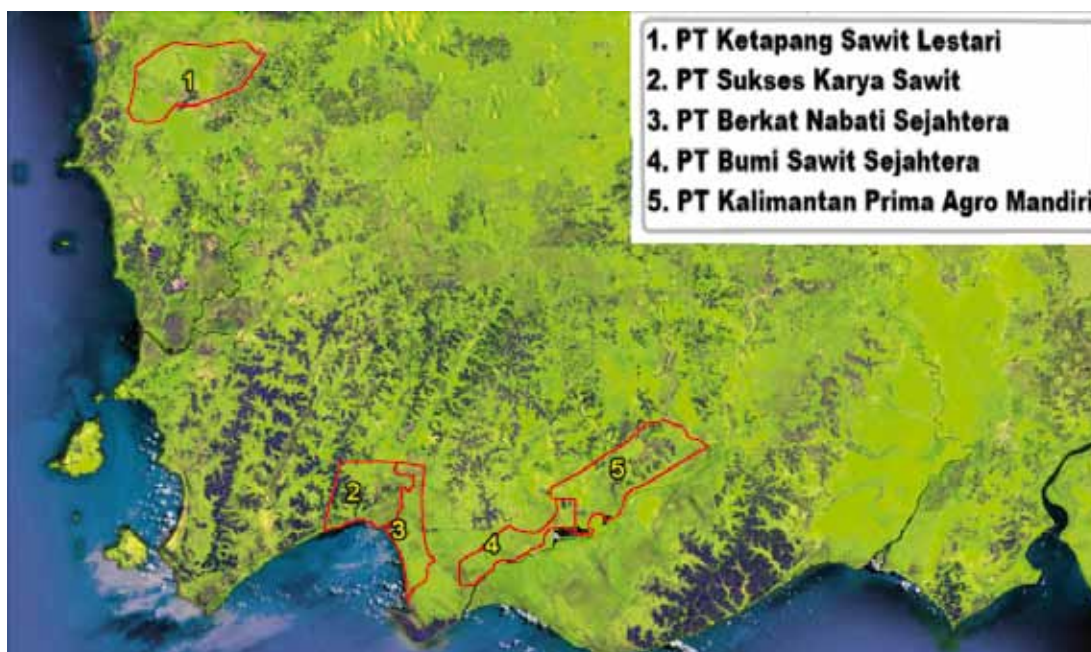 1. PT Ketapang Sawit Lestari
2. PT Sukses Karya Sawit
3. PT Berkat Nabati Sejahtera
4. PT Bumi Sawit Sejahtera
5. PT Kalimantan Prima Agro Mandiri
1
2
3
4
5